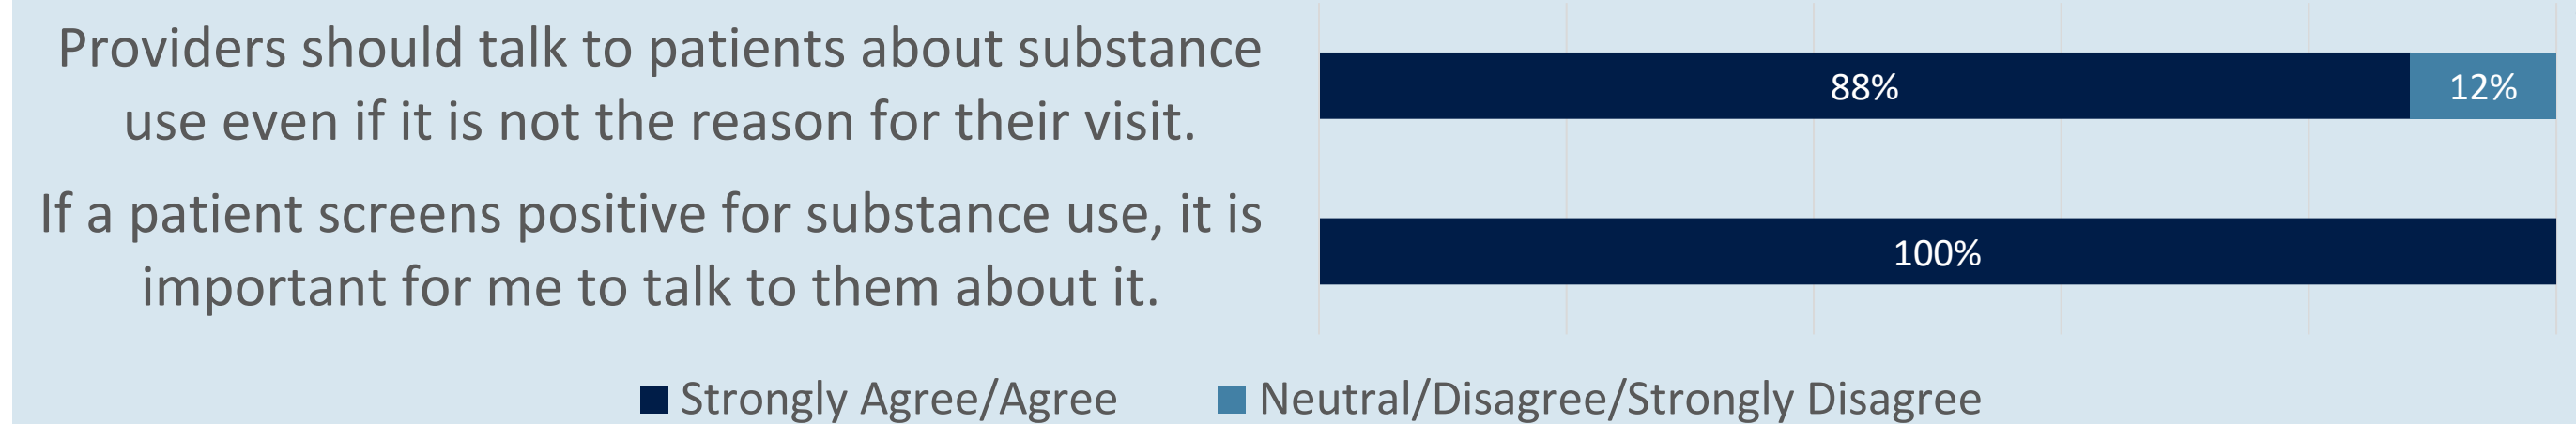 Providers should talk to patients about substance
use even if it is not the reason for their visit.
88%
12%
If a patient screens positive for substance use, it is
important for me to talk to them about it.
100%
Strongly Agree/Agree
Neutral/Disagree/Strongly Disagree